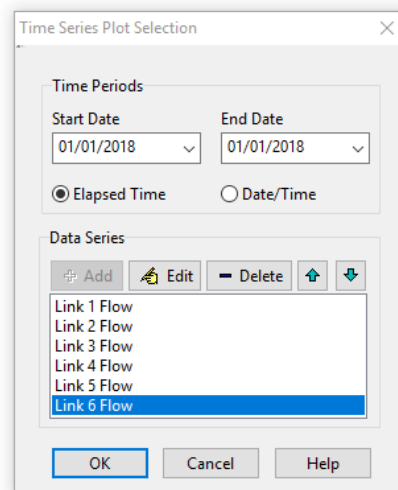 Time Series Plot Selection
Time Periods
Start Date End Date
01/01/2018 01/01/2018
Elapsed Time Date/Time
Data Series
Add Edit Delete
Link 1 Flow
Link 2 Flow
Link 3 Flow
Link 4 Flow
Link 5 Flow
Link 6 Flow
OK Cancel Help